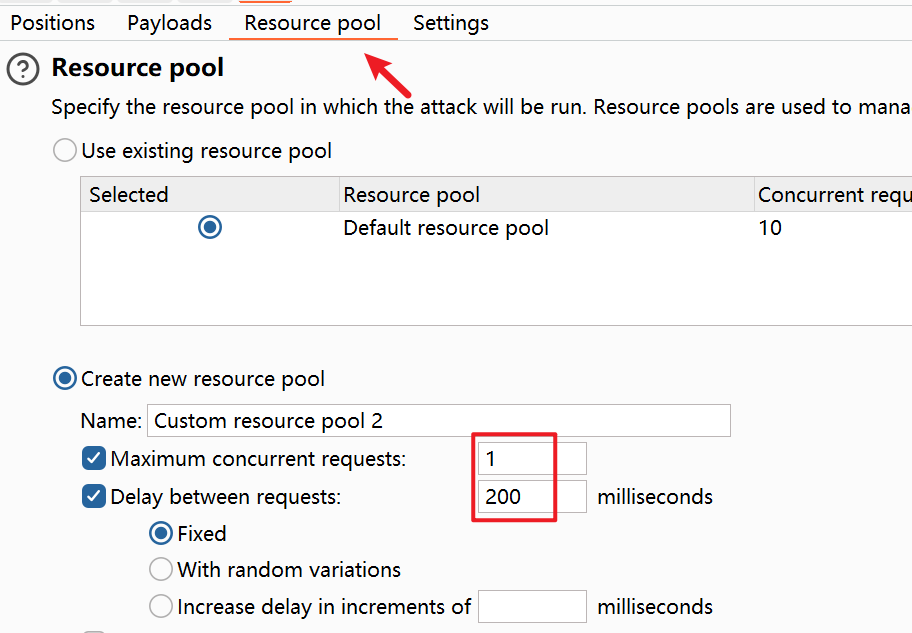 Positions Payloads Resource pool Settings
? Resource pool
Specify the resource pool in which the attack will be run. Resource pools are used to mana
Use existing resource pool
Selected Resource pool Concurrent requ
Default resource pool 10
Create new resource pool
Name: Custom resource pool 2
Maximum concurrent requests: 1
Delay between requests: 200 milliseconds
Fixed
With random variations
Increase delay in increments of milliseconds